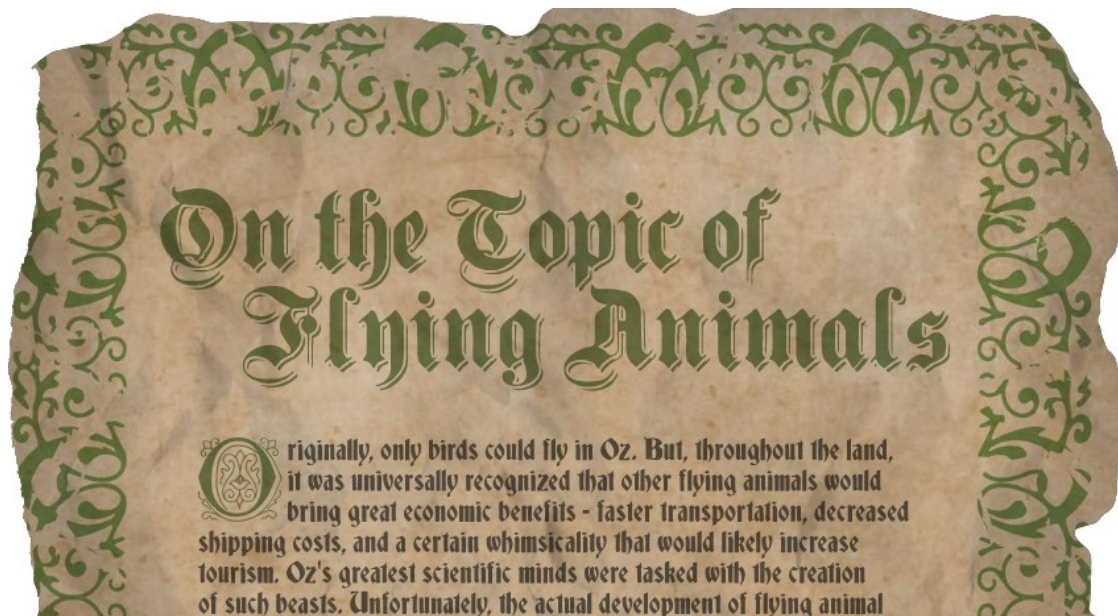 On the Topic of
Flying Animals
Originally, only birds could fly in Oz. But, throughout the land,
it was universally recognized that other flying animals would
bring great economic benefits - faster transportation, decreased
shipping costs, and a certain whimsicality that would likely increase
tourism. Oz's greatest scientific minds were tasked with the creation
of such beasts. Unfortunately, the actual development of flying animal